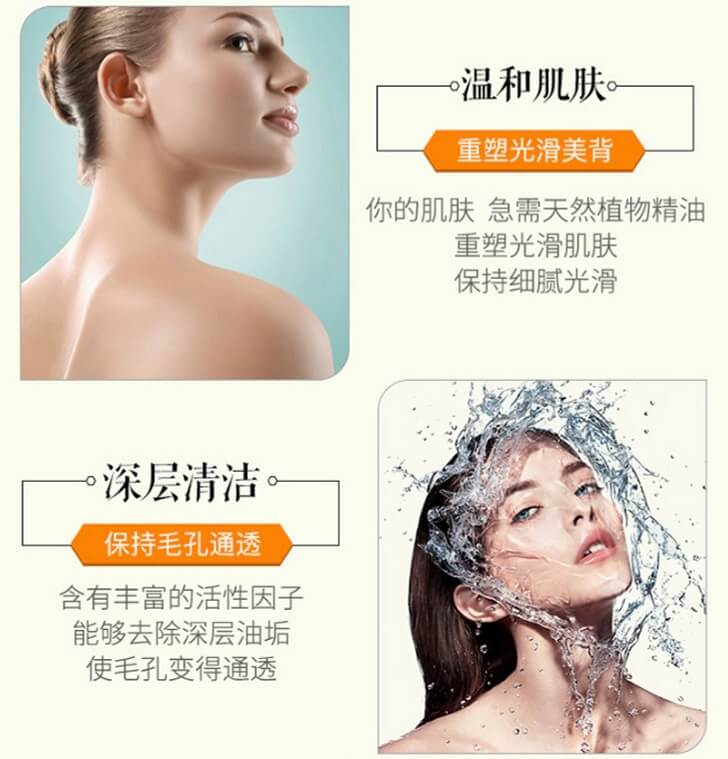 温和肌肤
重塑光滑美背
你的肌肤 急需天然植物精油
重塑光滑肌肤
保持细腻光滑
深层清洁
保持毛孔通透
含有丰富的活性因子
能够去除深层油垢
使毛孔变得通透